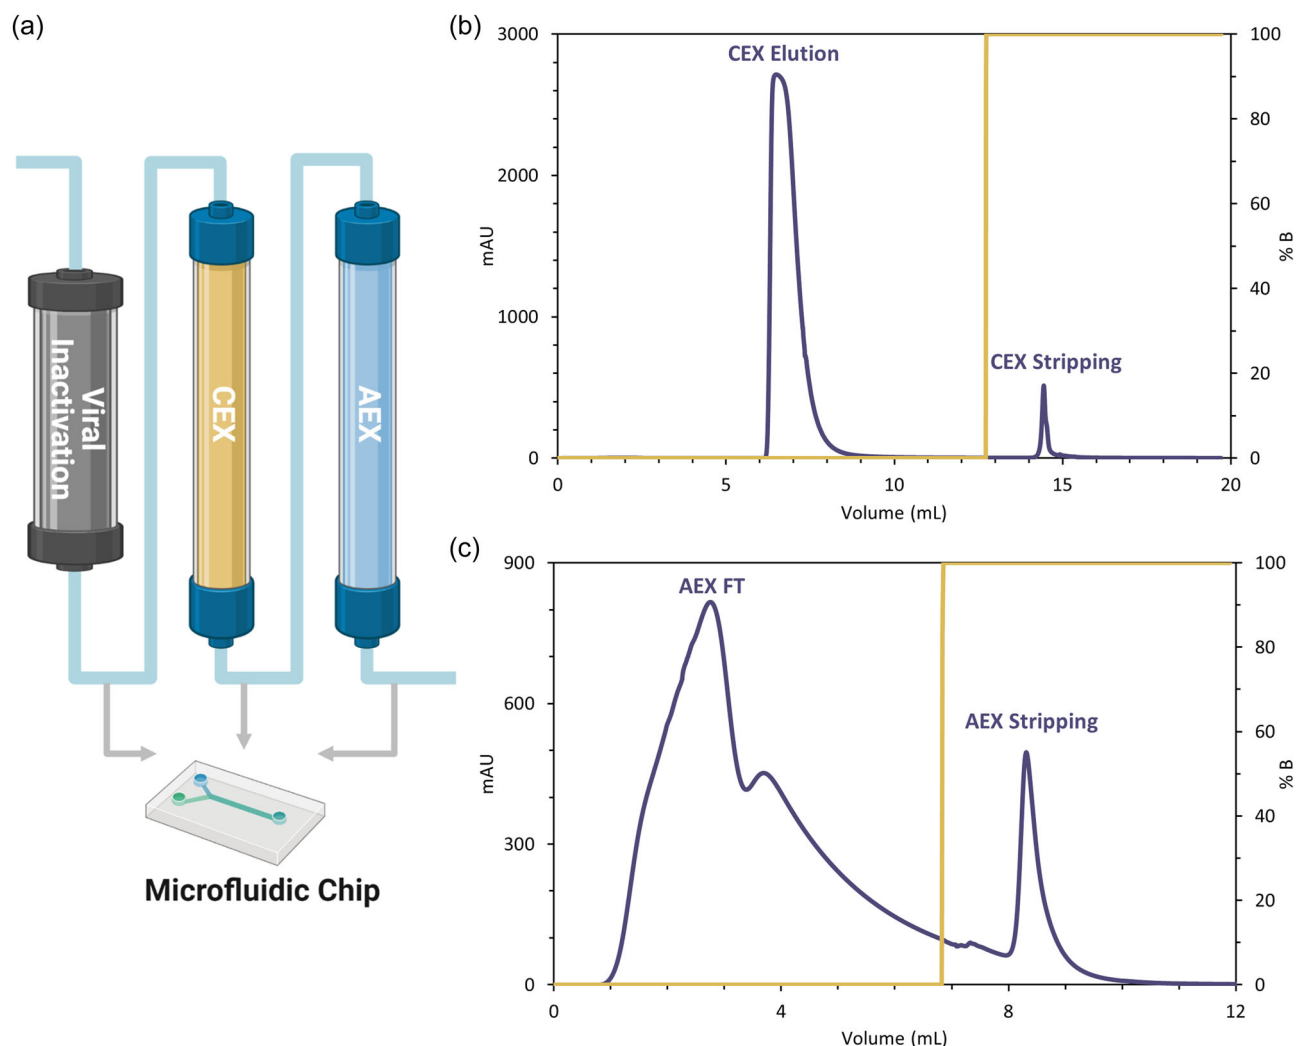 (a)
Viral
Inactivation
CEX
AEX
Microfluidic Chip
(b)
CEX Elution
CEX Stripping
3000
2000
1000
0
mAU
100
80
60
40
20
0
% B
0
5
10
15
20
Volume (mL)
(c)
AEX FT
AEX Stripping
900
600
300
0
mAU
100
80
60
40
20
0
% B
0
4
8
12
Volume (mL)